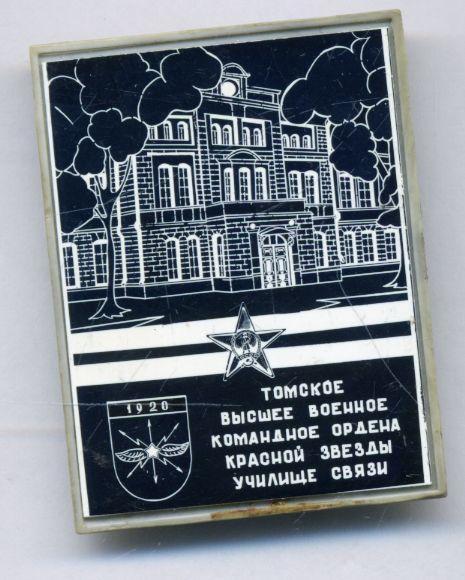 1920
ТОМСКОЕ
ВЫСШЕЕ ВОЕННОЕ
КОМАНДНОЕ ОРДЕНА
КРАСНОЙ ЗВЕЗДЫ
УЧИЛИЩЕ СВЯЗИ